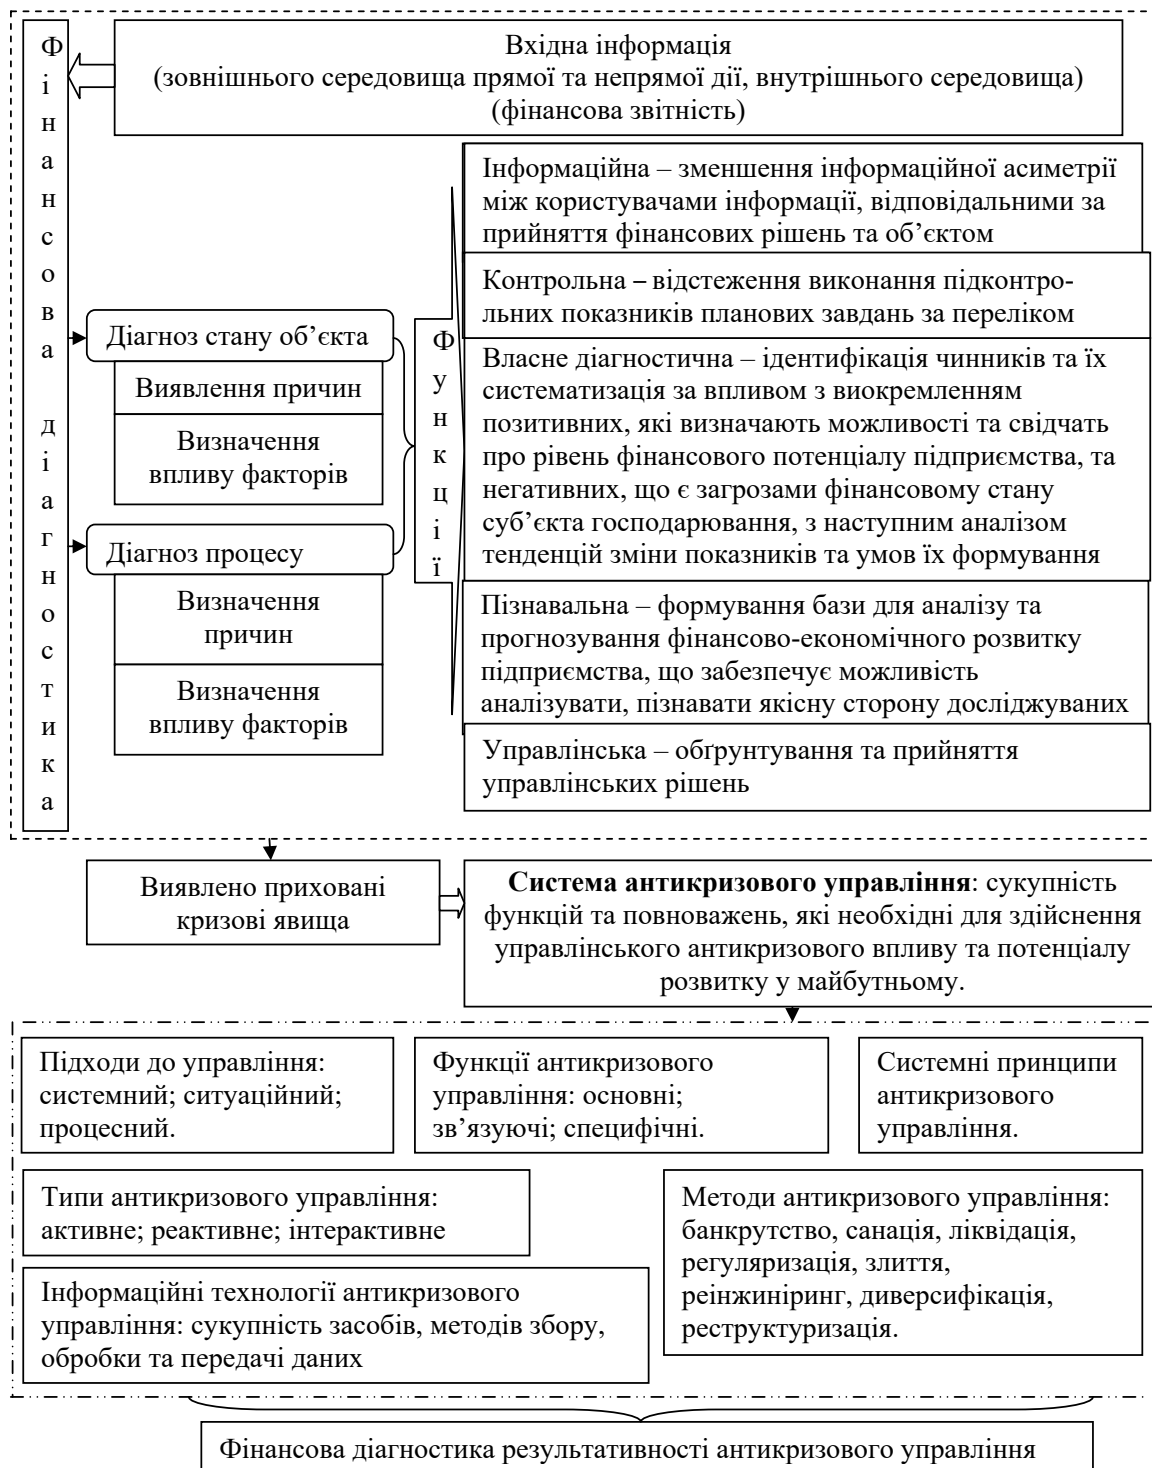 Фінансова діагностика
Вхідна інформація
(зовнішнього середовища прямої та непрямої дії, внутрішнього середовища)
(фінансова звітність)
Діагноз стану об’єкта
Виявлення причин
Визначення
впливу факторів
Діагноз процесу
Визначення
причин
Визначення
впливу факторів
Функції
Інформаційна – зменшення інформаційної асиметрії
між користувачами інформації, відповідальними за
прийняття фінансових рішень та об’єктом
Контрольна – відстеження виконання підконтро-
льних показників планових завдань за переліком
Власне діагностична – ідентифікація чинників та їх
систематизація за впливом з виокремленням
позитивних, які визначають можливості та свідчать
про рівень фінансового потенціалу підприємства, та
негативних, що є загрозами фінансовому стану
суб’єкта господарювання, з наступним аналізом
тенденцій зміни показників та умов їх формування
Пізнавальна – формування бази для аналізу та
прогнозування фінансово-економічного розвитку
підприємства, що забезпечує можливість
аналізувати, пізнавати якісну сторону досліджуваних
Управлінська – обґрунтування та прийняття
управлінських рішень
Виявлено приховані
кризові явища
Система антикризового управління: сукупність
функцій та повноважень, які необхідні для здійснення
управлінського антикризового впливу та потенціалу
розвитку у майбутньому.
Підходи до управління:
системний; ситуаційний;
процесний.
Функції антикризового
управління: основні;
зв’язуючі; специфічні.
Системні принципи
антикризового
управління.
Типи антикризового управління:
активне; реактивне; інтерактивне
Методи антикризового управління:
банкрутство, санація, ліквідація,
регуляризація, злиття,
реінжиніринг, диверсифікація,
реструктуризація.
Інформаційні технології антикризового
управління: сукупність засобів, методів збору,
обробки та передачі даних
Фінансова діагностика результативності антикризового управління